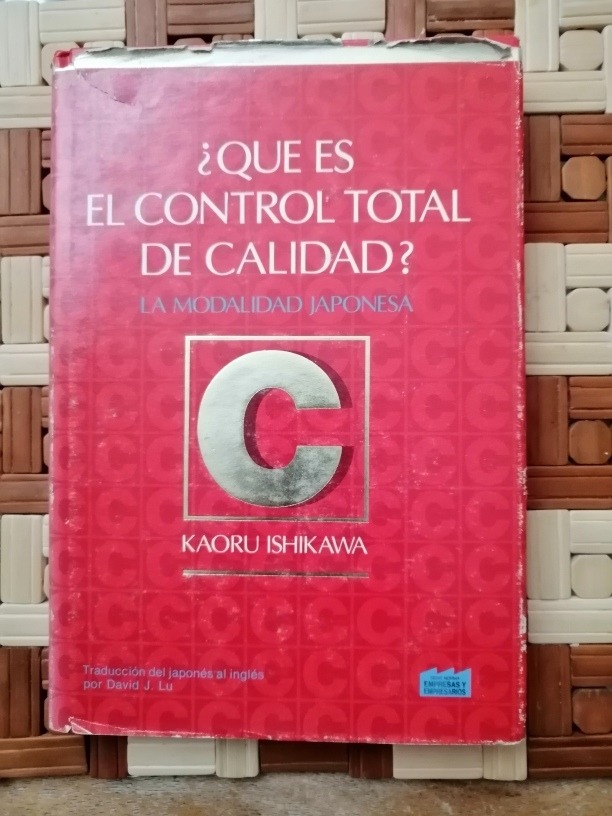 ¿QUE ES
EL CONTROL TOTAL
DE CALIDAD?
LA MODALIDAD JAPONESA
C
KAORU ISHIKAWA
Traducción del japonés al inglés
por David J. Lu
EMPRESAS Y
EMPRESARIOS